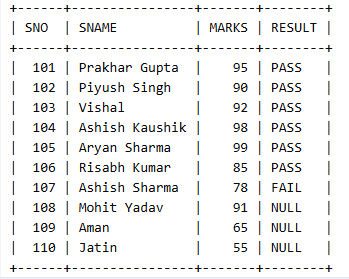 +------+----------------+-------+--------+
| SNO | SNAME | MARKS | RESULT |
+------+----------------+-------+--------+
| 101 | Prakhar Gupta | 95 | PASS |
| 102 | Piyush Singh | 90 | PASS |
| 103 | Vishal | 92 | PASS |
| 104 | Ashish Kaushik | 98 | PASS |
| 105 | Aryan Sharma | 99 | PASS |
| 106 | Risabh Kumar | 85 | PASS |
| 107 | Ashish Sharma | 78 | FAIL |
| 108 | Mohit Yadav | 91 | NULL |
| 109 | Aman | 65 | NULL |
| 110 | Jatin | 55 | NULL |
+------+----------------+-------+--------+